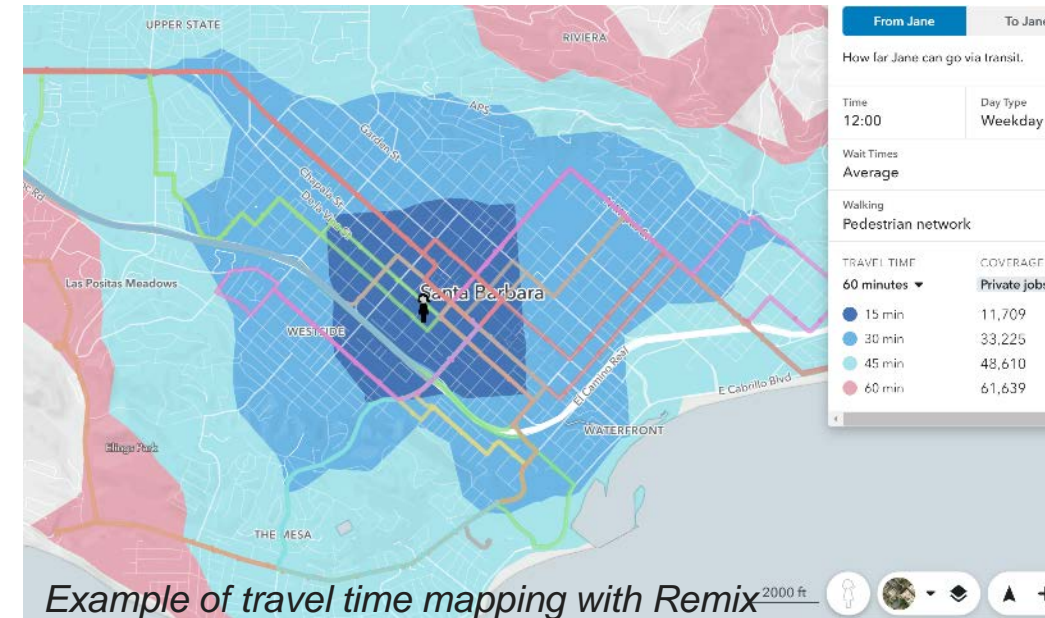 UPPER STATE
RIVIERA
APS
Garden St
Chapala St
De la Vina St
Las Positas Meadows
Santa Barbara
WESTSIDE
El Camino Real
E Cabrillo Blvd
WATERFRONT
Elings Park
THE MESA
2000 ft
Example of travel time mapping with Remix
From Jane
To Jane
How far Jane can go via transit.
Time
Day Type
12:00
Weekday
Wait Times
Average
Walking
Pedestrian network
TRAVEL TIME
COVERAGE
60 minutes
Private jobs
15 min
11,709
30 min
33,225
45 min
48,610
60 min
61,639